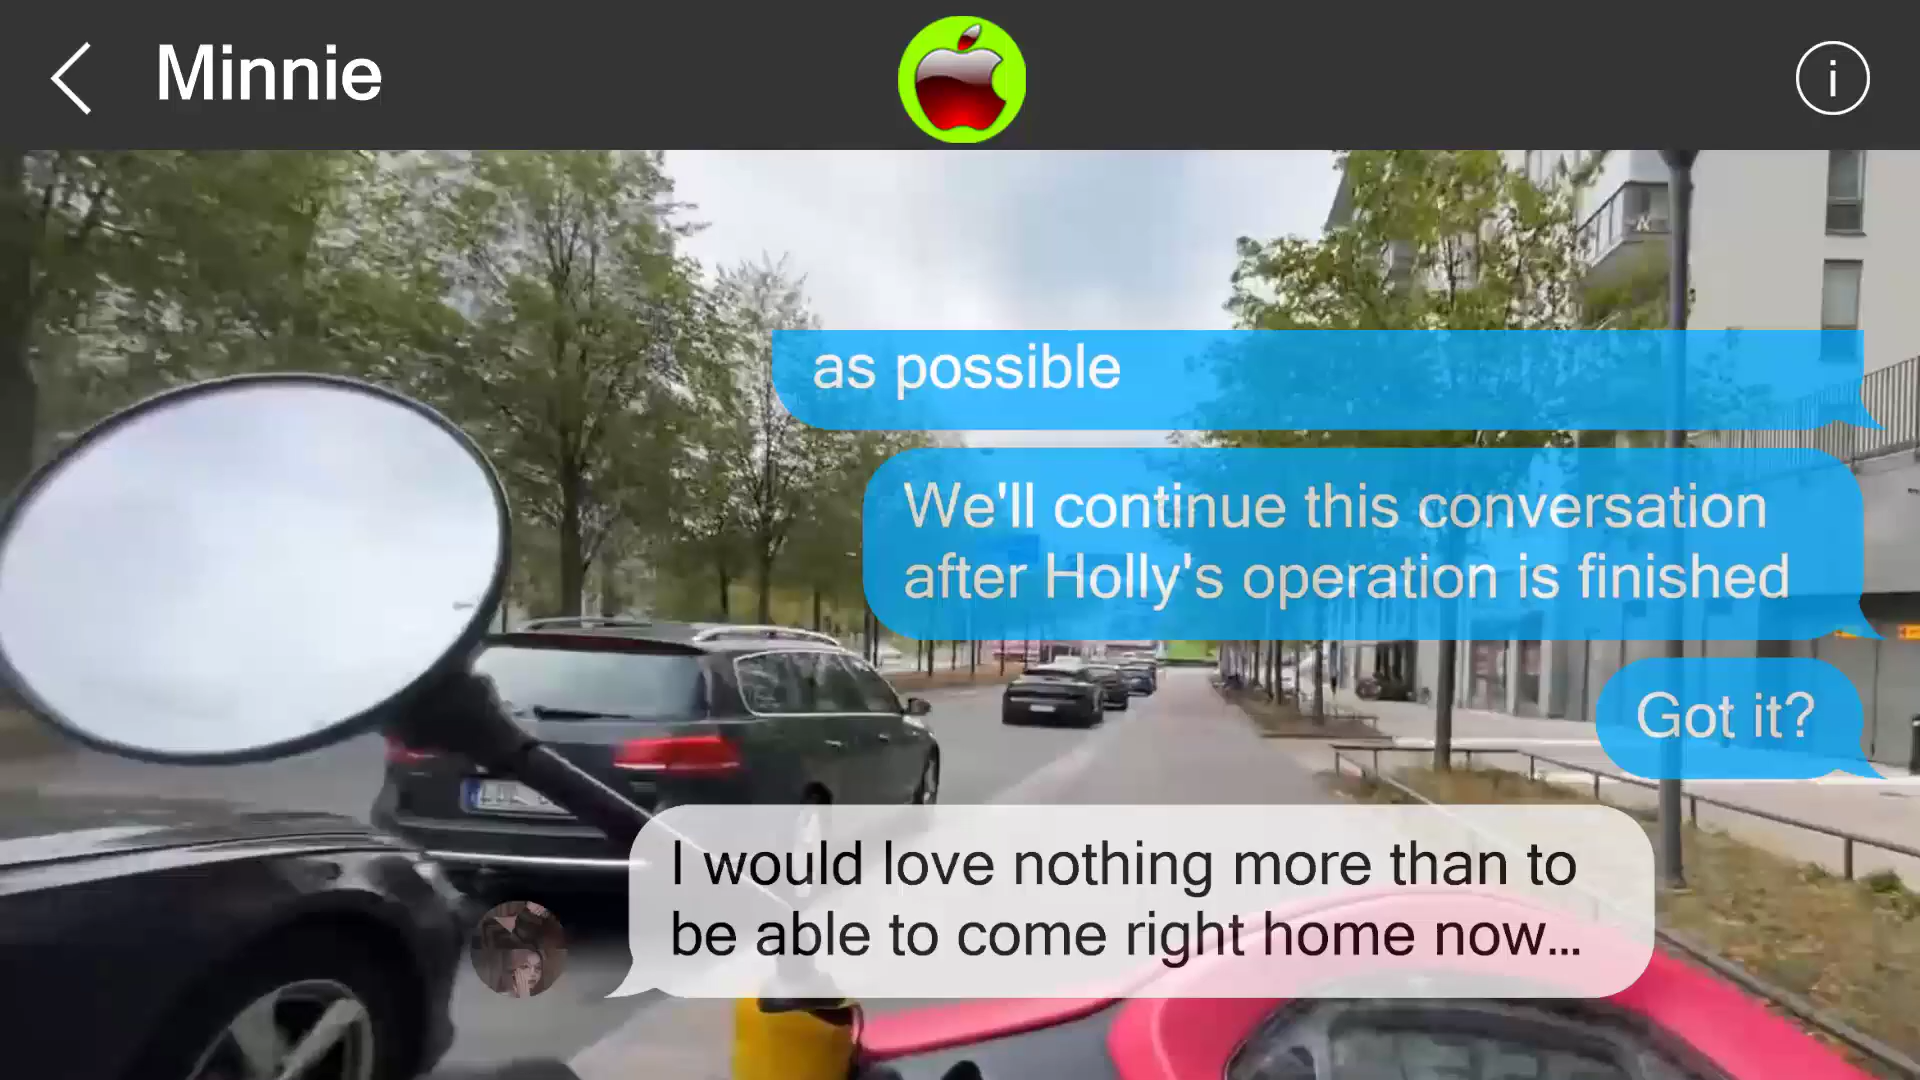 Minnie
i
as possible
We'll continue this conversation
after Holly's operation is finished
Got it?
I would love nothing more than to
be able to come right home now...